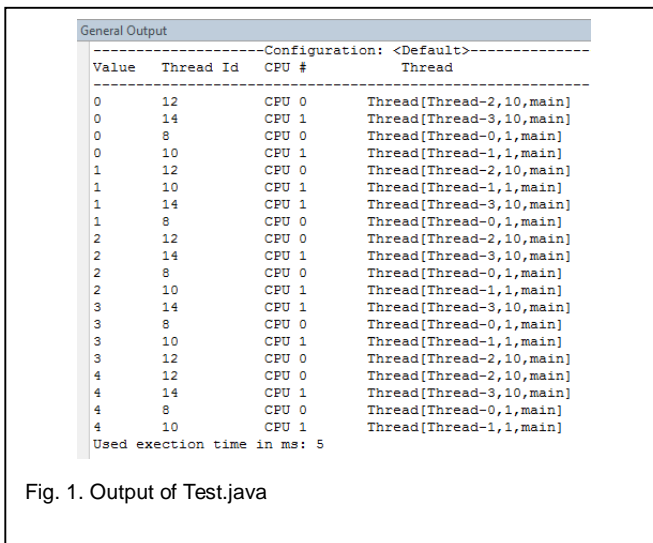 General Output
--------------------Configuration: <Default>--------------
Value Thread Id CPU # Thread
----------------------------------------------------------
0 12 CPU 0 Thread[Thread-2,10,main]
0 14 CPU 1 Thread[Thread-3,10,main]
0 8 CPU 0 Thread[Thread-0,1,main]
0 10 CPU 1 Thread[Thread-1,1,main]
1 12 CPU 0 Thread[Thread-2,10,main]
1 10 CPU 1 Thread[Thread-1,1,main]
1 14 CPU 1 Thread[Thread-3,10,main]
1 8 CPU 0 Thread[Thread-0,1,main]
2 12 CPU 0 Thread[Thread-2,10,main]
2 14 CPU 1 Thread[Thread-3,10,main]
2 8 CPU 0 Thread[Thread-0,1,main]
2 10 CPU 1 Thread[Thread-1,1,main]
3 14 CPU 1 Thread[Thread-3,10,main]
3 8 CPU 0 Thread[Thread-0,1,main]
3 10 CPU 1 Thread[Thread-1,1,main]
3 12 CPU 0 Thread[Thread-2,10,main]
4 12 CPU 0 Thread[Thread-2,10,main]
4 14 CPU 1 Thread[Thread-3,10,main]
4 8 CPU 0 Thread[Thread-0,1,main]
4 10 CPU 1 Thread[Thread-1,1,main]
Used exection time in ms: 5
Fig. 1. Output of Test.java